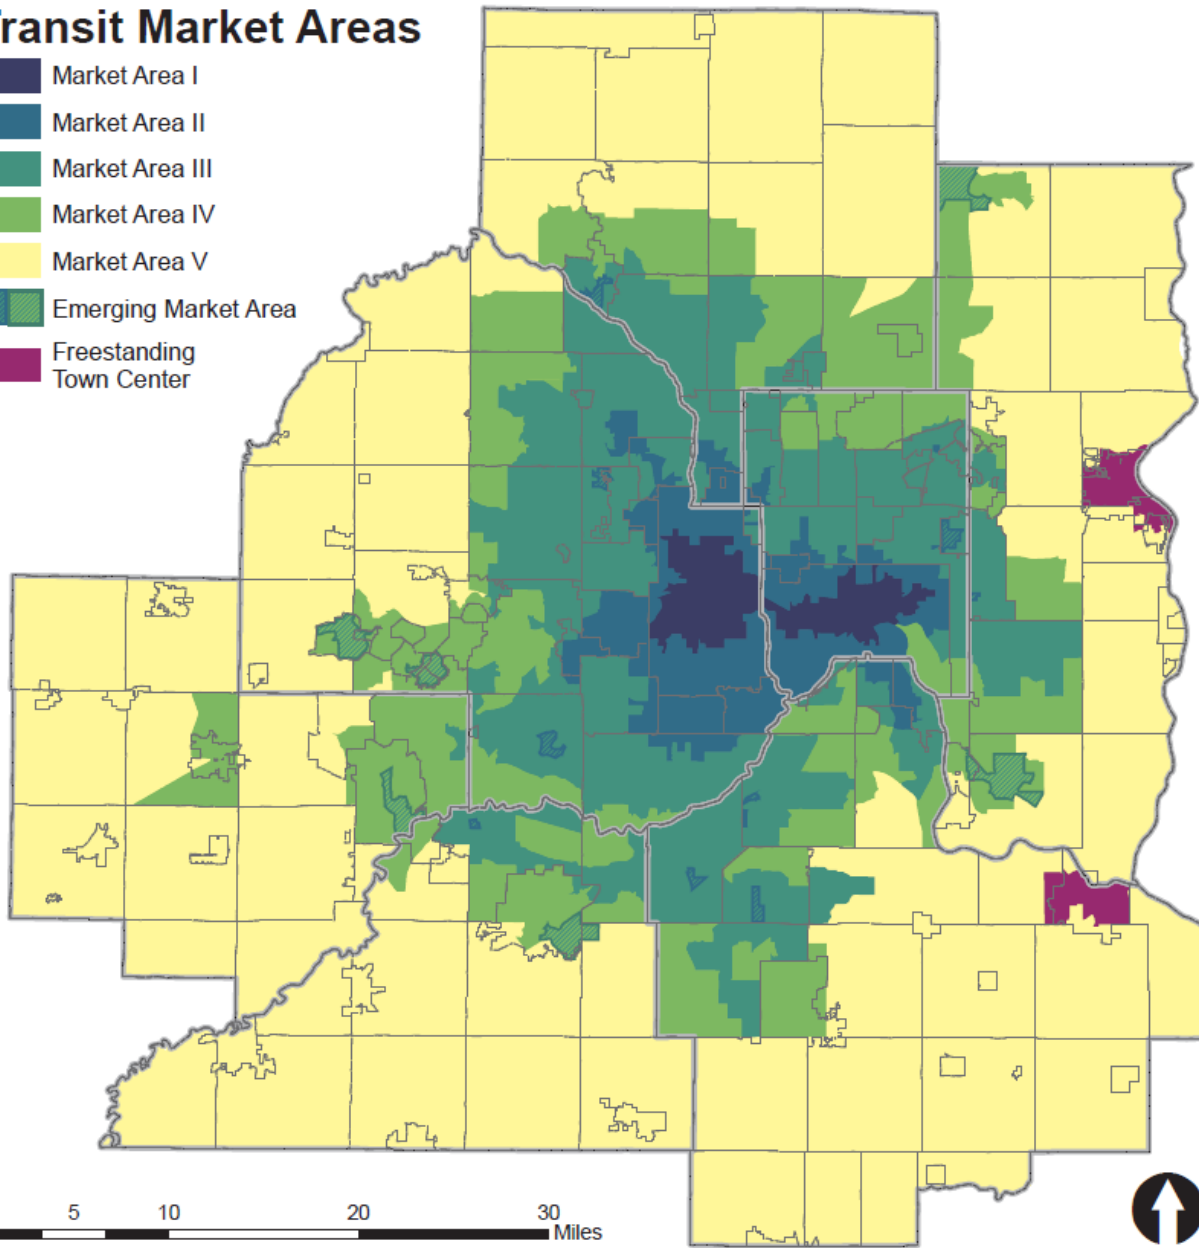 ransit Market Areas
Market Area I
Market Area II
Market Area III
Market Area IV
Market Area V
Emerging Market Area
Freestanding
Town Center
5 10 20 30
Miles